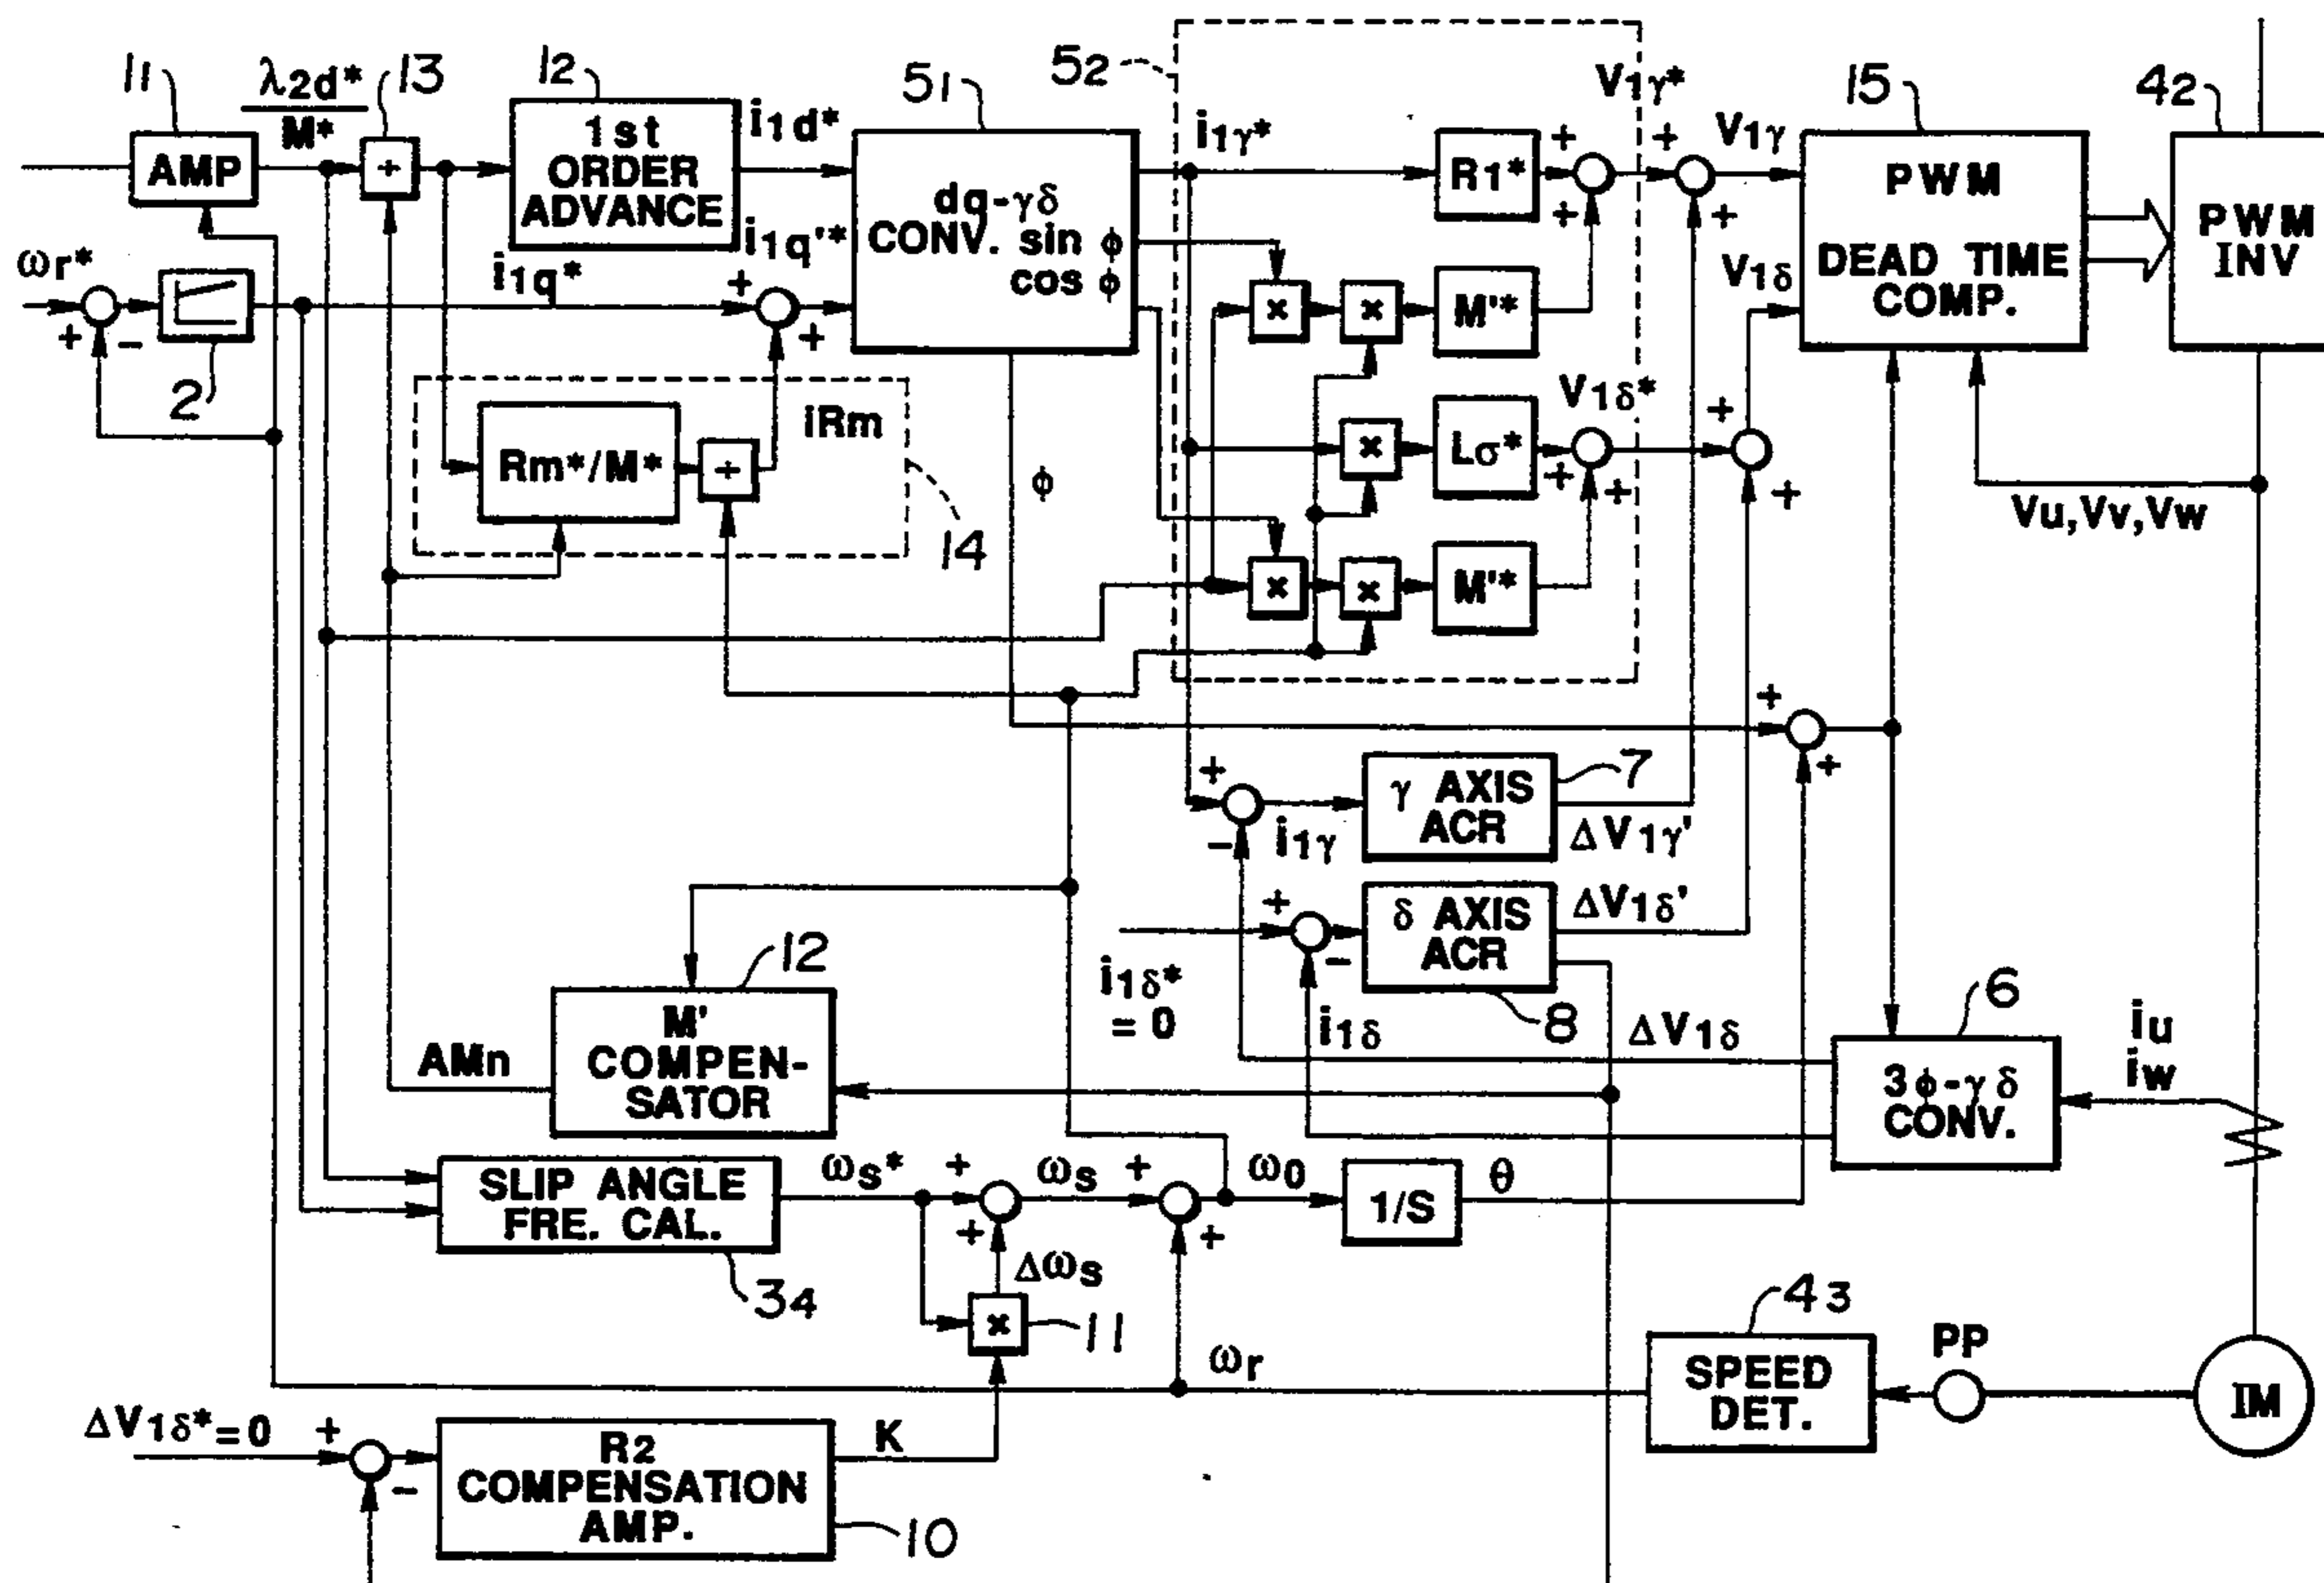 11
λ2d*
M*
13
12
51
52
V1γ*
15
42
AMP
÷
1st
ORDER
ADVANCE
i1d*
i1q'*
dq-γδ
CONV. sin φ
cos φ
i1γ*
R1*
+
+
+
+
V1γ
PWM
DEAD TIME
COMP.
PWM
INV
ωr*
+
-
2
i1q*
+
+
×
×
M'*
V1δ
iRm
Rm*/M*
÷
14
φ
×
Lσ*
V1δ*
+
+
+
+
Vu,Vv,Vw
×
×
M'*
+
+
+
-
i1γ
γ AXIS
ACR
7
ΔV1γ'
+
-
i1δ*
= 0
i1δ
δ AXIS
ACR
8
ΔV1δ'
ΔV1δ
12
M'
COMPEN-
SATOR
AMn
6
3φ-γδ
CONV.
iu
iw
SLIP ANGLE
FRE. CAL.
34
ωs*
+
+
ωs
+
+
ω0
1/S
θ
Δωs
×
11
ωr
43
SPEED
DET.
PP
IM
ΔV1δ*=0
+
-
R2
COMPENSATION
AMP.
K
10